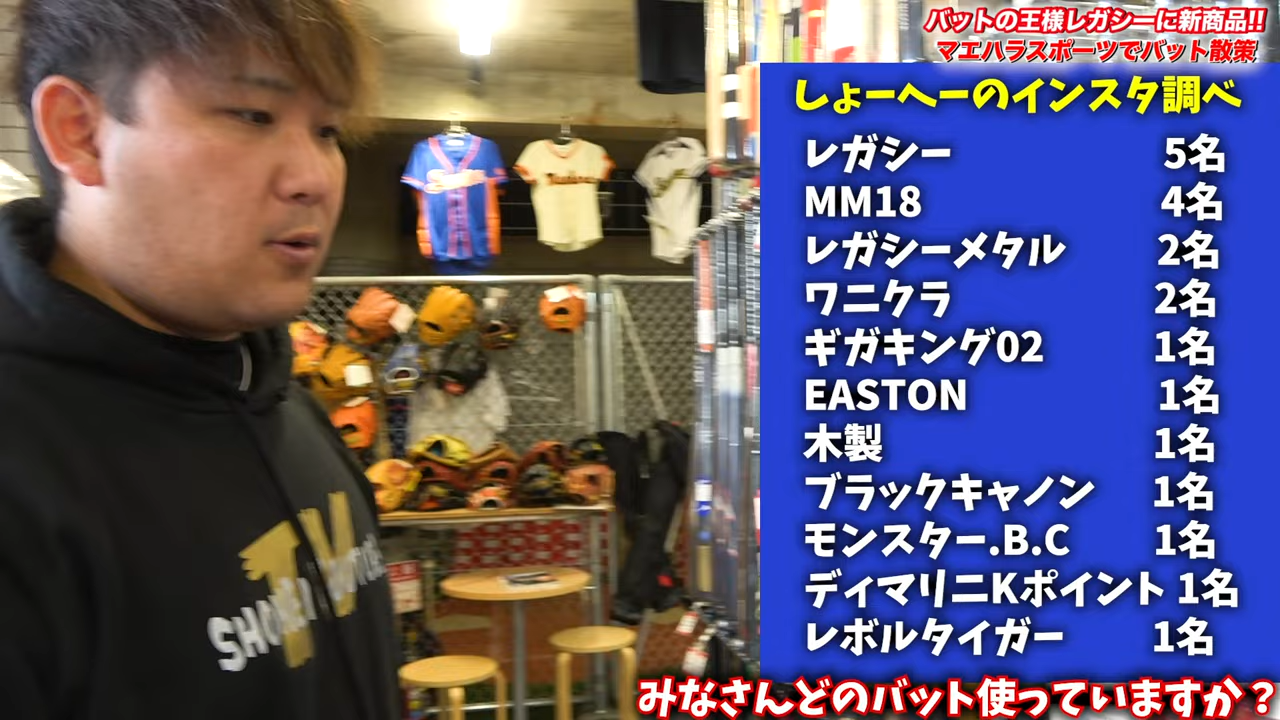 バットの王様レガシーに新商品!!
マエハラスポーツでバット散策
しょーへーのインスタ調べ
レガシー 5名
MM18 4名
レガシーメタル 2名
ワニクラ 2名
ギガキング02 1名
EASTON 1名
木製 1名
ブラックキャノン 1名
モンスター.B.C 1名
ディマリニKポイント 1名
レボルタイガー 1名
みなさんどのバット使っていますか?